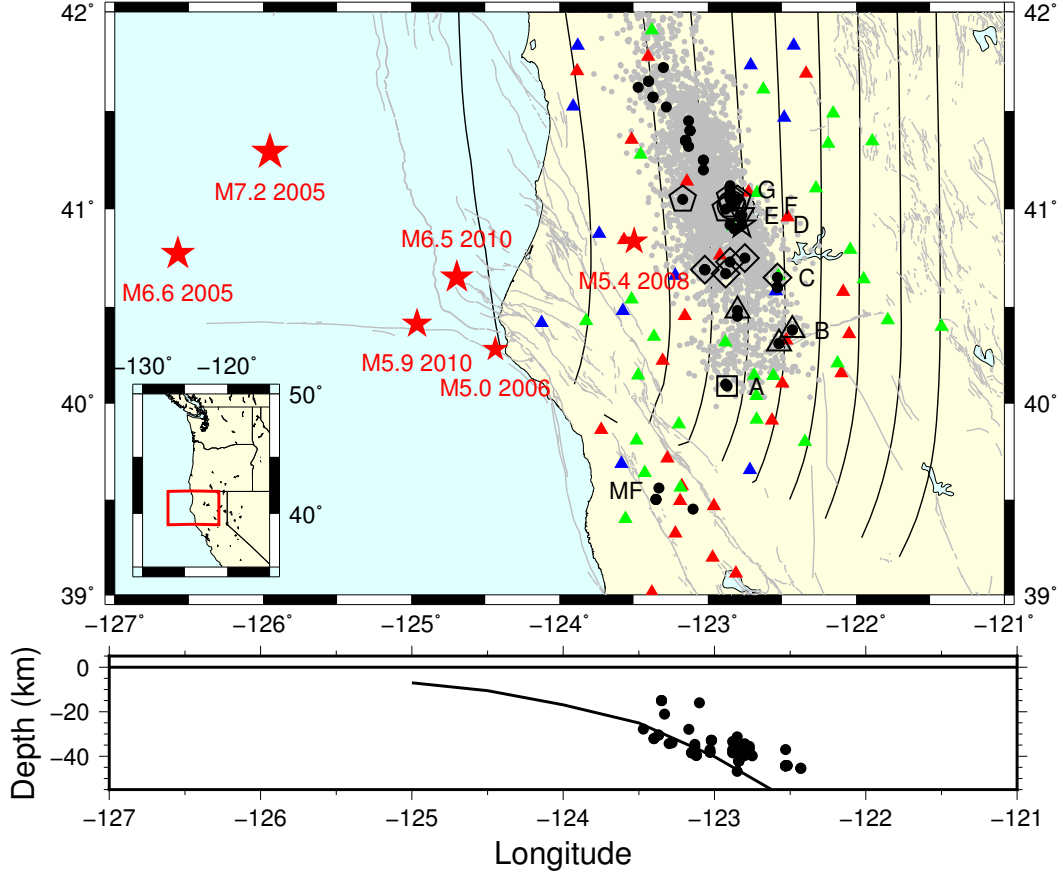 42° 42°
G
F
M7.2 2005
41° E D 41°
M6.5 2010
M6.6 2005 M5.4 2008 C
M5.9 2010 B
−130° −120° M5.0 2006
50° 40° A 40°
40° MF
39° 39°
−127° −126° −125° −124° −123° −122° −121°
0
−20
−40
Depth (km)
−127 −126 −125 −124 −123 −122 −121
Longitude